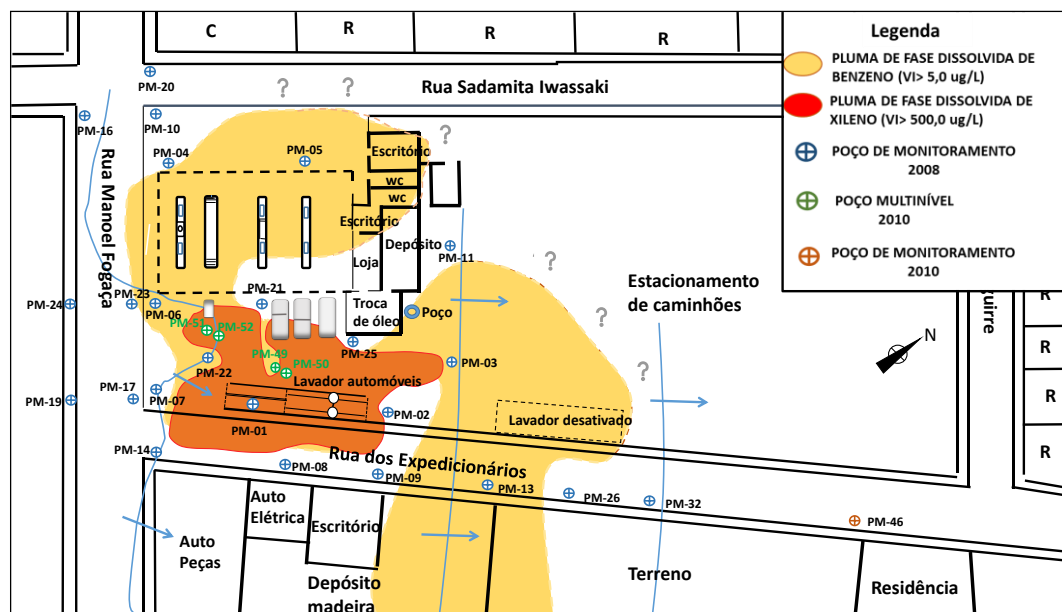 C
R
R
R
Legenda
PLUMA DE FASE DISSOLVIDA DE
BENZENO (VI> 5,0 ug/L)
PLUMA DE FASE DISSOLVIDA DE
XILENO (VI> 500,0 ug/L)
POÇO DE MONITORAMENTO
2008
POÇO MULTINÍVEL
2010
POÇO DE MONITORAMENTO
2010
PM-20
Rua Sadamita Iwassaki
? ?
PM-16
PM-10
?
PM-04
PM-05
Escritório
wc
wc
Escritório
Rua Manoel Fogaça
Depósito
Loja
PM-11
?
Estacionamento
de caminhões
uirre
R
PM-24
PM-23
PM-06
PM-21
Troca
de óleo
Poço
?
PM-51
PM-52
PM-25
N
R
PM-49
PM-50
PM-22
PM-03
?
Lavador automóveis
PM-19
PM-17
PM-07
R
PM-01
PM-02
Lavador desativado
PM-14
Rua dos Expedicionários
R
PM-08
PM-09
PM-13
PM-26
PM-32
PM-46
Auto
Elétrica
Escritório
Auto
Peças
Depósito
madeira
Terreno
Residência